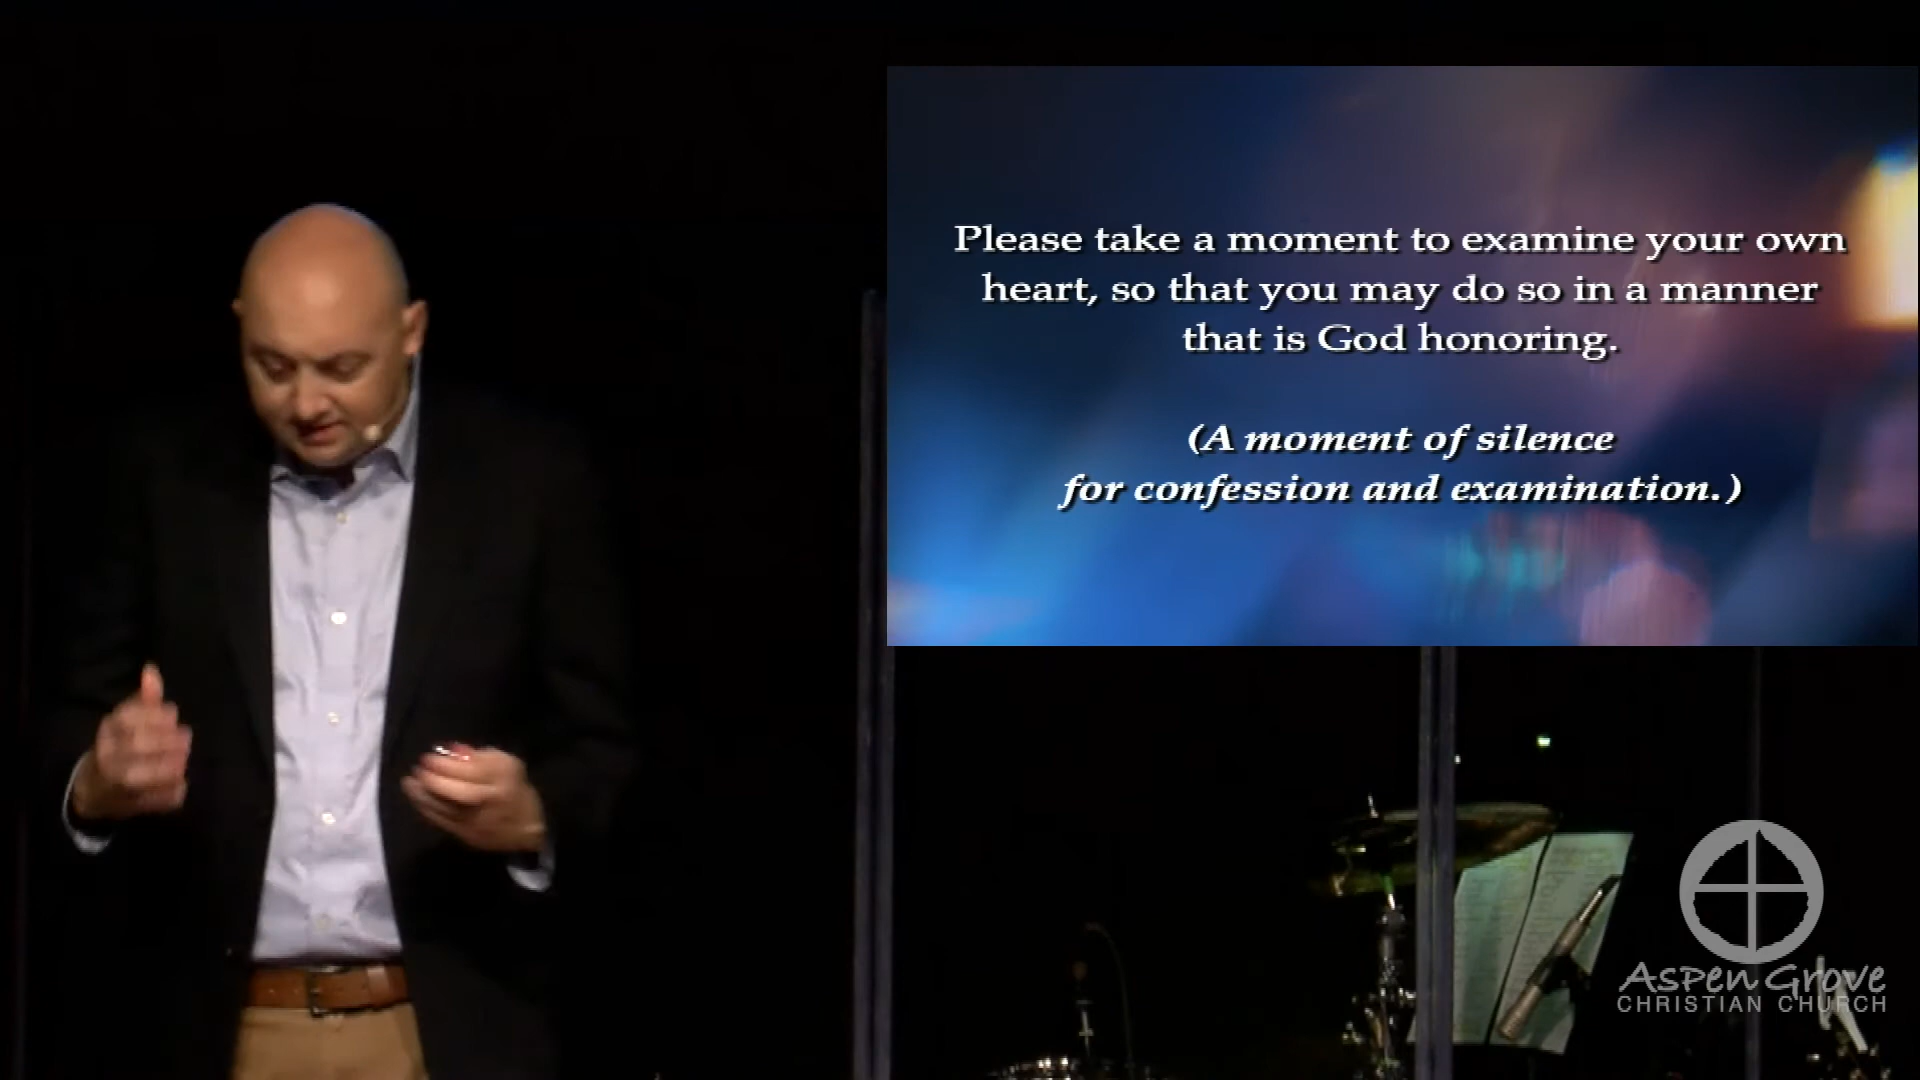 Please take a moment to examine your own
heart, so that you may do so in a manner
that is God honoring.
(A moment of silence
for confession and examination.)
Aspen Grove
CHRISTIAN CHURCH